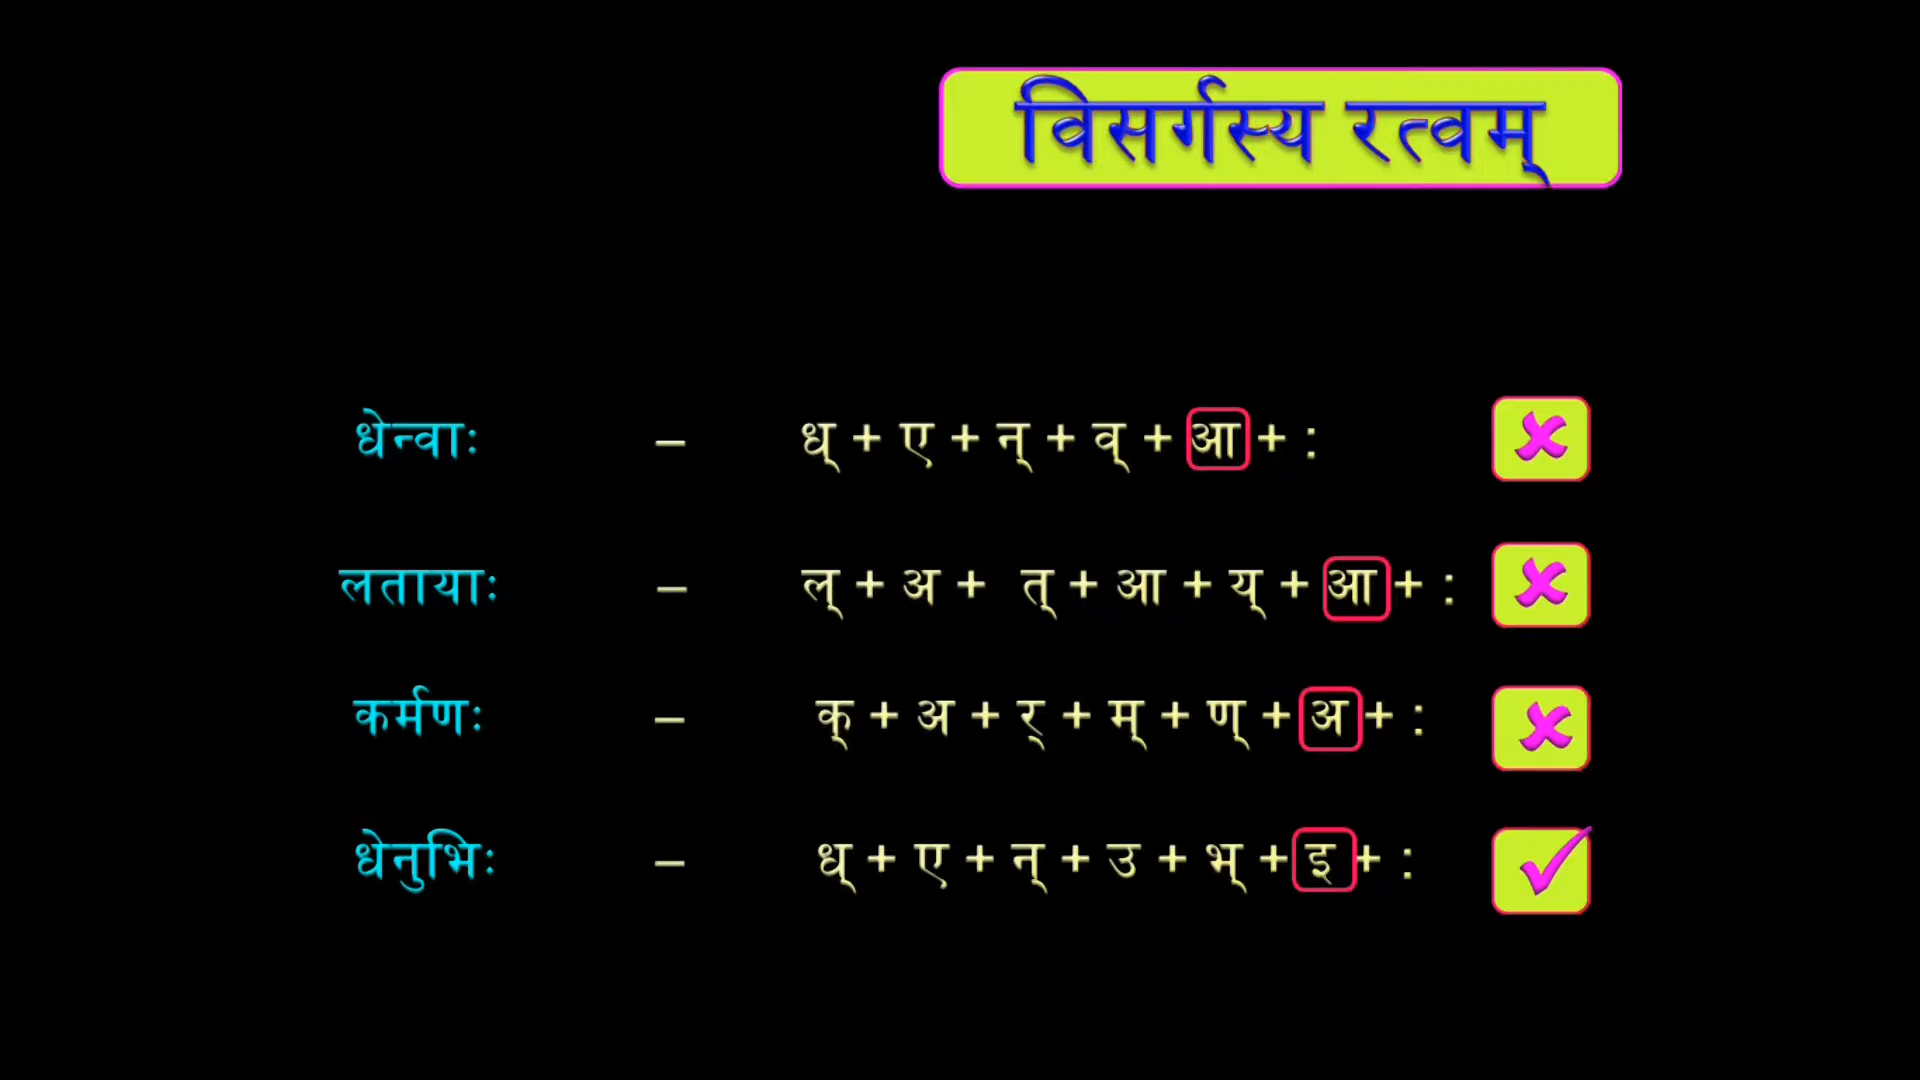 विसर्गस्य रत्वम्
धेन्वाः – ध् + ए + न् + व् + आ + :
लतायाः – ल् + अ + त् + आ + य् + आ + :
कर्मणः – क् + अ + र् + म् + ण् + अ + :
धेनुभिः – ध् + ए + न् + उ + भ् + इ + :